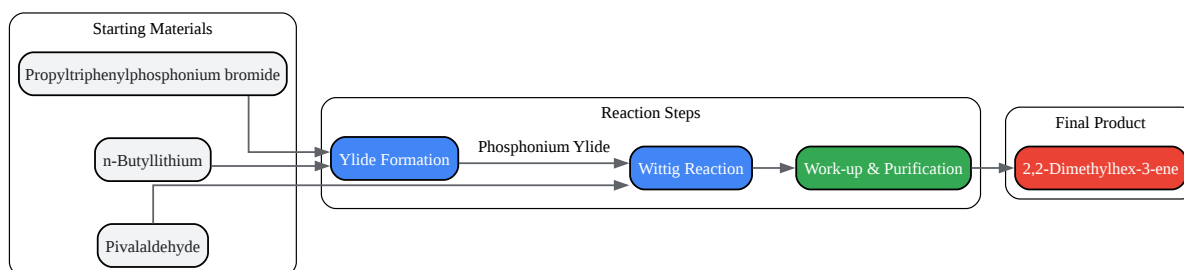 Starting Materials
Propyltriphenylphosphonium bromide
n-Butyllithium
Pivalaldehyde
Reaction Steps
Ylide Formation
Phosphonium Ylide
Wittig Reaction
Work-up & Purification
Final Product
2,2-Dimethylhex-3-ene